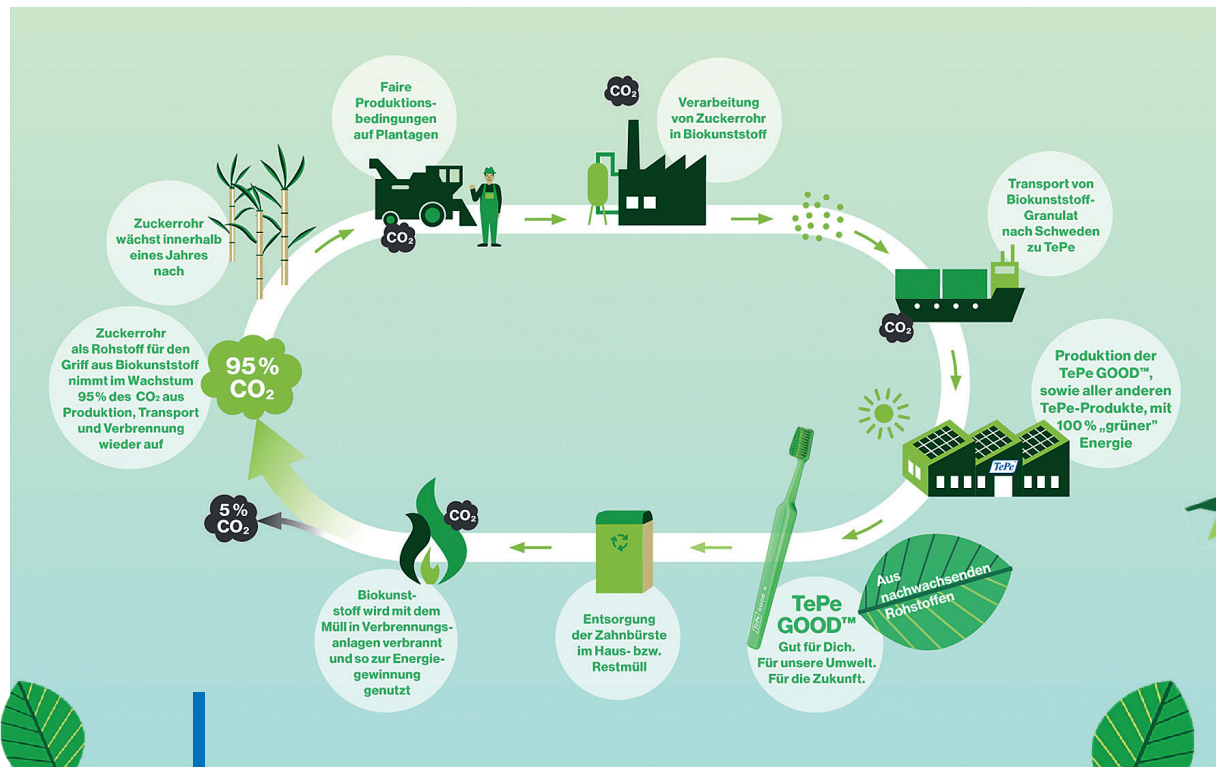 Faire
Produktions-
bedingungen
auf Plantagen
CO₂
CO₂
Verarbeitung
von Zuckerrohr
in Biokunststoff
Transport von
Biokunststoff-
Granulat
nach Schweden
zu TePe
CO₂
Produktion der
TePe GOOD™,
sowie aller anderen
TePe-Produkte, mit
100 % „grüner”
Energie
TePe
Aus
nachwachsenden
Rohstoffen
TePe GOOD
TePe
GOOD™
Gut für Dich.
Für unsere Umwelt.
Für die Zukunft.
Entsorgung
der Zahnbürste
im Haus- bzw.
Restmüll
CO₂
Biokunst-
stoff wird mit dem
Müll in Verbrennungs-
anlagen verbrannt
und so zur Energie-
gewinnung
genutzt
5 %
CO₂
95 %
CO₂
Zuckerrohr
als Rohstoff für den
Griff aus Biokunststoff
nimmt im Wachstum
95% des CO₂ aus
Produktion, Transport
und Verbrennung
wieder auf
Zuckerrohr
wächst innerhalb
eines Jahres
nach